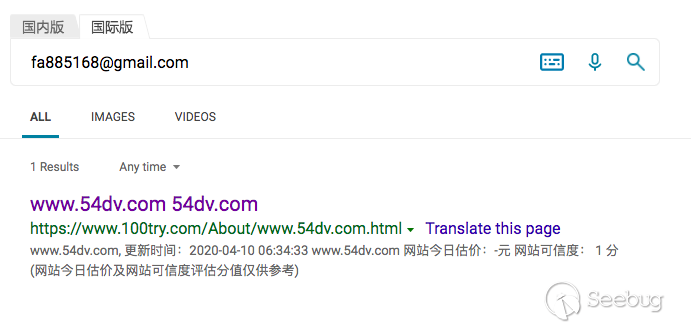 国内版 国际版
fa885168@gmail.com
ALL IMAGES VIDEOS
1 Results Any time
www.54dv.com 54dv.com
https://www.100try.com/About/www.54dv.com.html Translate this page
www.54dv.com, 更新时间：2020-04-10 06:34:33 www.54dv.com 网站今日估价：-元 网站可信度： 1 分
(网站今日估价及网站可信度评估分值仅供参考)
Seebug